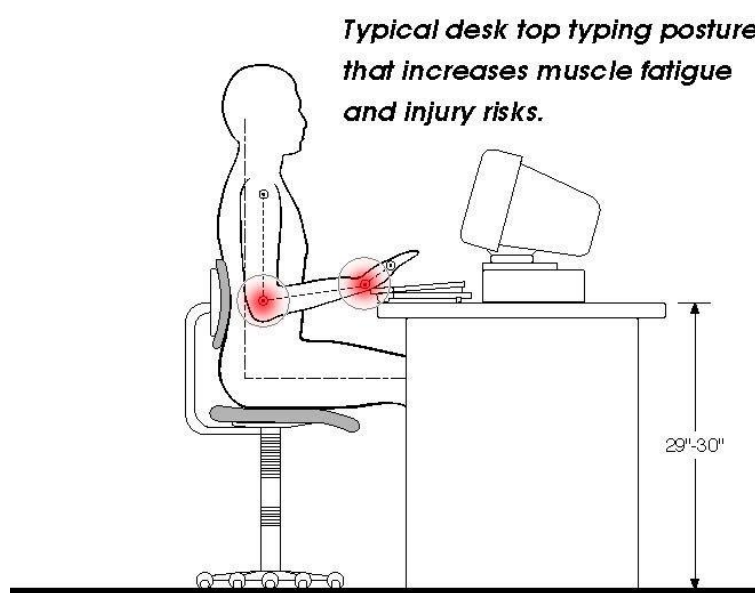 Typical desk top typing posture
that increases muscle fatigue
and injury risks.
29"-30"